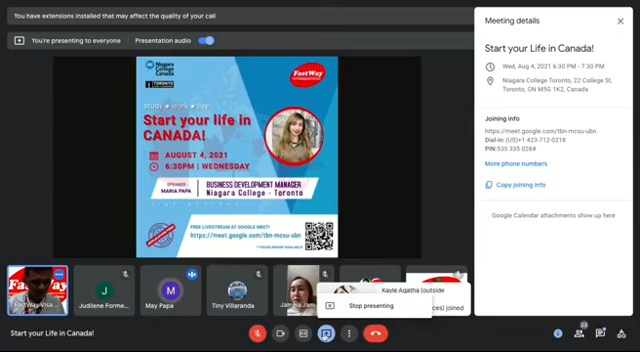 You have extensions installed that may affect the quality of your call
You're presenting to everyone
Presentation audio
Niagara
College
Canada
TORONTO
FastWay
study work live
Start your life in
CANADA!
AUGUST 4, 2021
6:30PM | WEDNESDAY
SPEAKER
MARIA PAPA
BUSINESS DEVELOPMENT MANAGER
Niagara College - Toronto
LIVE WEBINAR
FREE LIVESTREAM AT GOOGLE MEET!
https://meet.google.com/tbn-mcsu-ubn
Meeting details
Start your Life in Canada!
Wed, Aug 4, 2021 6:30 PM - 7:30 PM
Niagara College Toronto, 22 College St,
Toronto, ON M5G 1K2, Canada
Joining info
https://meet.google.com/tbn-mcsu-ubn
Dial-in: (US)+1 423-712-0218
PIN:535 335 028#
More phone numbers
Copy joining info
Google Calendar attachments show up here
FastWay Visa
J
Judilene Forme...
M
May Papa
Tiny Villaranda
Jamela Jam
Kayle Agatha (outside
joined
Stop presenting
Start your Life in Canada!
23